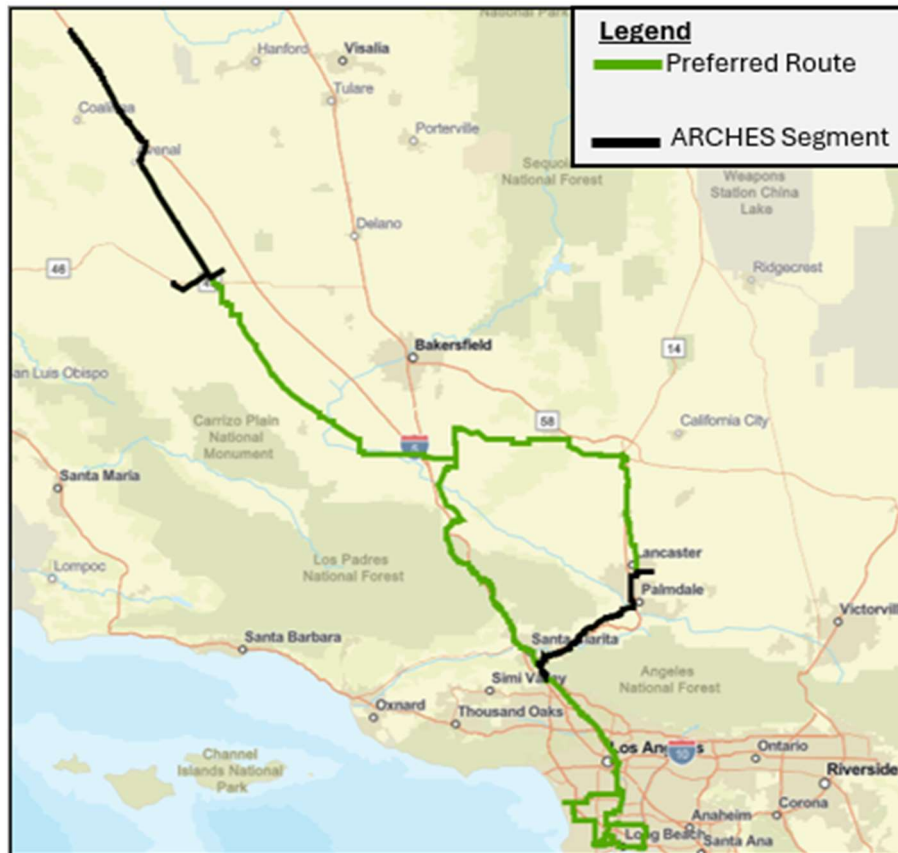 National Park
Legend
Preferred Route
ARCHES Segment
Hanford
Visalia
Tulare
Coalinga
Porterville
Sequoia
National Forest
Weapons
Station China
Lake
Delano
46
Ridgecrest
Bakersfield
14
an Luis Obispo
Carrizo Plain
National
Monument
58
California City
5
Santa Maria
Los Padres
National Forest
Lancaster
Lompoc
Palmdale
Victorvill
Santa Barbara
Santa Clarita
Angeles
National Forest
Simi Valley
Oxnard
Thousand Oaks
Los Angeles
10
Ontario
Channel
Islands National
Park
Riverside
Corona
Anaheim
Long Beach
Santa Ana